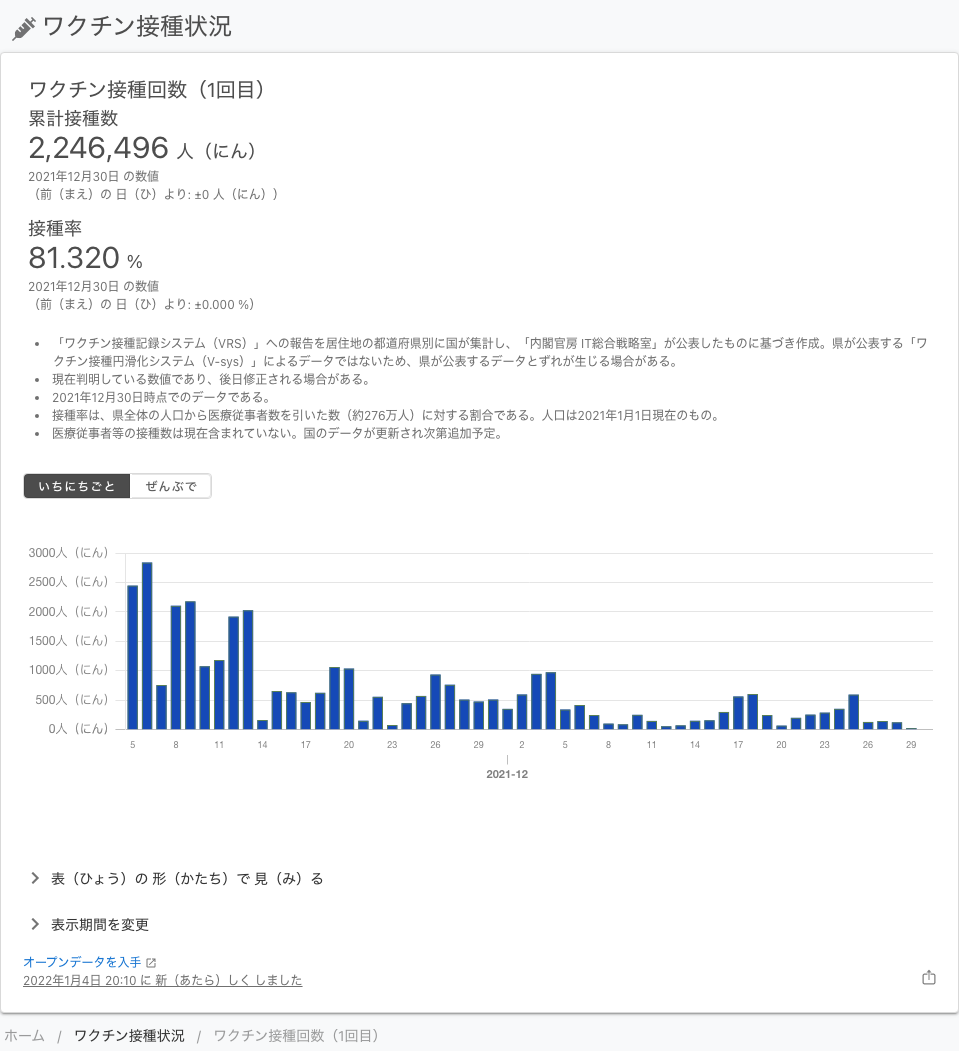 ワクチン接種状況
ワクチン接種回数（1回目）
累計接種数
2,246,496 人（にん）
2021年12月30日 の数値
（前（まえ）の 日（ひ）より: ±0 人（にん））
接種率
81.320 %
2021年12月30日 の数値
（前（まえ）の 日（ひ）より: ±0.000 %）
• 「ワクチン接種記録システム（VRS）」への報告を居住地の都道府県別に国が集計し、「内閣官房 IT総合戦略室」が公表したものに基づき作成。県が公表する「ワ
クチン接種円滑化システム（V-sys）」によるデータではないため、県が公表するデータとずれが生じる場合がある。
• 現在判明している数値であり、後日修正される場合がある。
• 2021年12月30日時点でのデータである。
• 接種率は、県全体の人口から医療従事者数を引いた数（約276万人）に対する割合である。人口は2021年1月1日現在のもの。
• 医療従事者等の接種数は現在含まれていない。国のデータが更新され次第追加予定。
いちにちごと ぜんぶで
3000人（にん）
2500人（にん）
2000人（にん）
1500人（にん）
1000人（にん）
500人（にん）
0人（にん）
5 8 11 14 17 20 23 26 29 2 5 8 11 14 17 20 23 26 29
2021-12
表（ひょう）の 形（かたち）で 見（み）る
表示期間を変更
オープンデータを入手
2022年1月4日 20:10 に 新（あたら）しく しました
ホーム / ワクチン接種状況 / ワクチン接種回数（1回目）